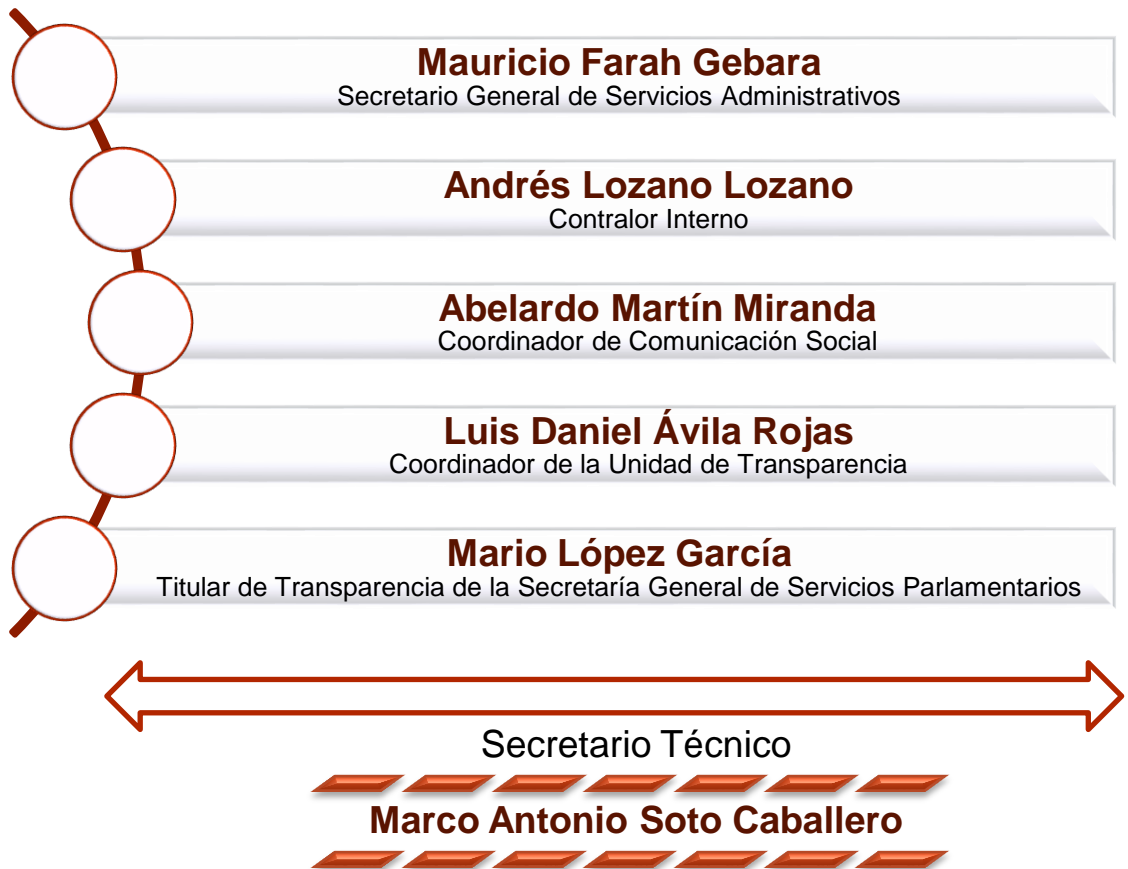 Mauricio Farah Gebara
Secretario General de Servicios Administrativos
Andrés Lozano Lozano
Contralor Interno
Abelardo Martín Miranda
Coordinador de Comunicación Social
Luis Daniel Ávila Rojas
Coordinador de la Unidad de Transparencia
Mario López García
Titular de Transparencia de la Secretaría General de Servicios Parlamentarios
Secretario Técnico
Marco Antonio Soto Caballero